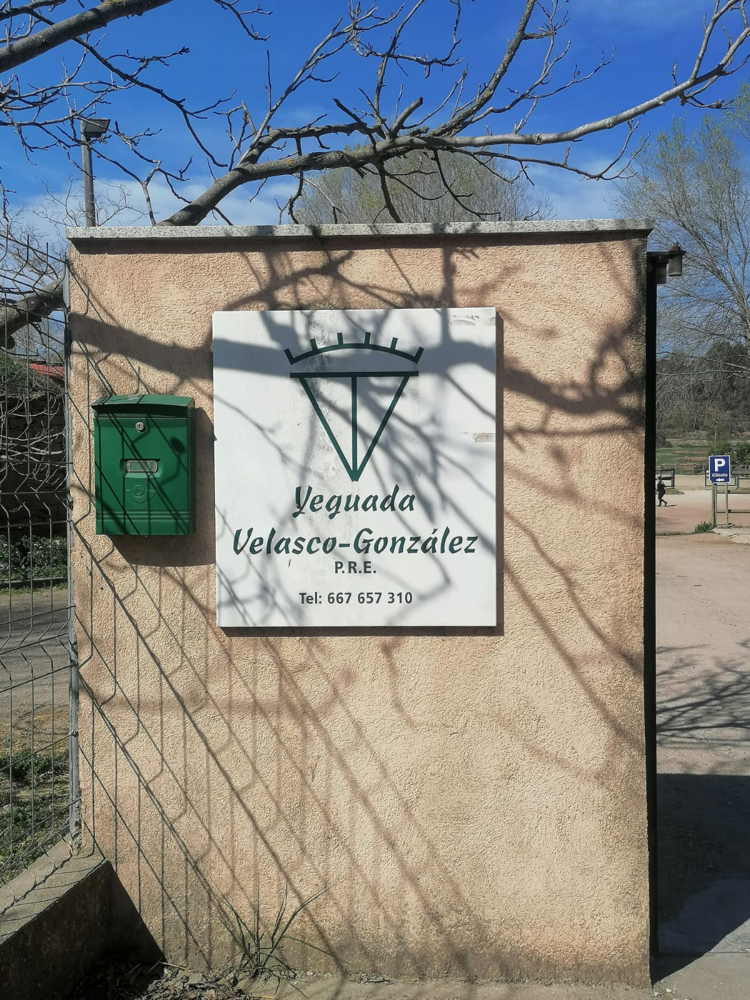 Yeguada
Velasco-González
P.R.E.
Tel: 667 657 310
P
Clients